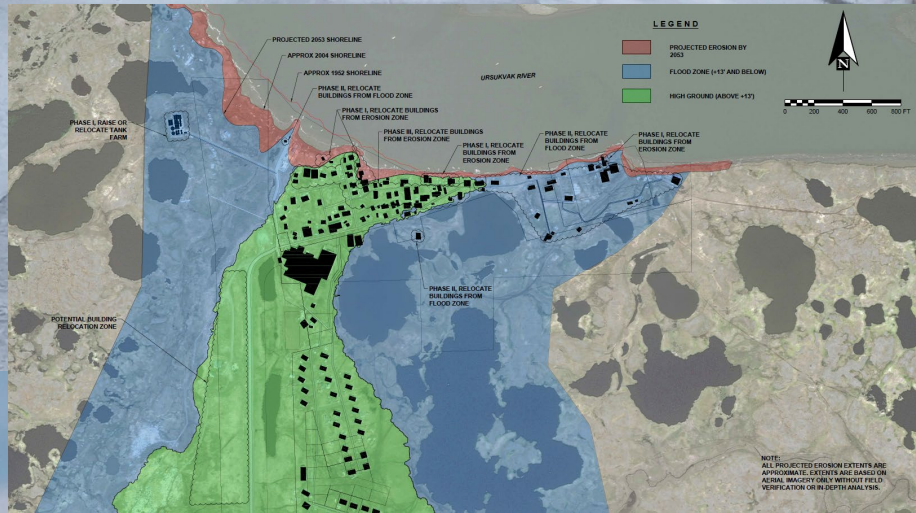 LEGEND
PROJECTED EROSION BY
2053
FLOOD ZONE (+13' AND BELOW)
HIGH GROUND (ABOVE +13')
N
0 200 400 600 800 FT
PROJECTED 2053 SHORELINE
APPROX 2004 SHORELINE
APPROX 1952 SHORELINE
URSUKVAK RIVER
PHASE II, RELOCATE
BUILDINGS FROM FLOOD ZONE
PHASE I, RELOCATE BUILDINGS
FROM EROSION ZONE
PHASE I, RAISE OR
RELOCATE TANK
FARM
PHASE III, RELOCATE BUILDINGS
FROM EROSION ZONE
PHASE I, RELOCATE
BUILDINGS FROM
EROSION ZONE
PHASE II, RELOCATE
BUILDINGS FROM
FLOOD ZONE
PHASE I, RELOCATE
BUILDINGS FROM
EROSION ZONE
PHASE II, RELOCATE
BUILDINGS FROM
FLOOD ZONE
POTENTIAL BUILDING
RELOCATION ZONE
NOTE:
ALL PROJECTED EROSION EXTENTS ARE
APPROXIMATE. EXTENTS ARE BASED ON
AERIAL IMAGERY ONLY WITHOUT FIELD
VERIFICATION OR IN-DEPTH ANALYSIS.